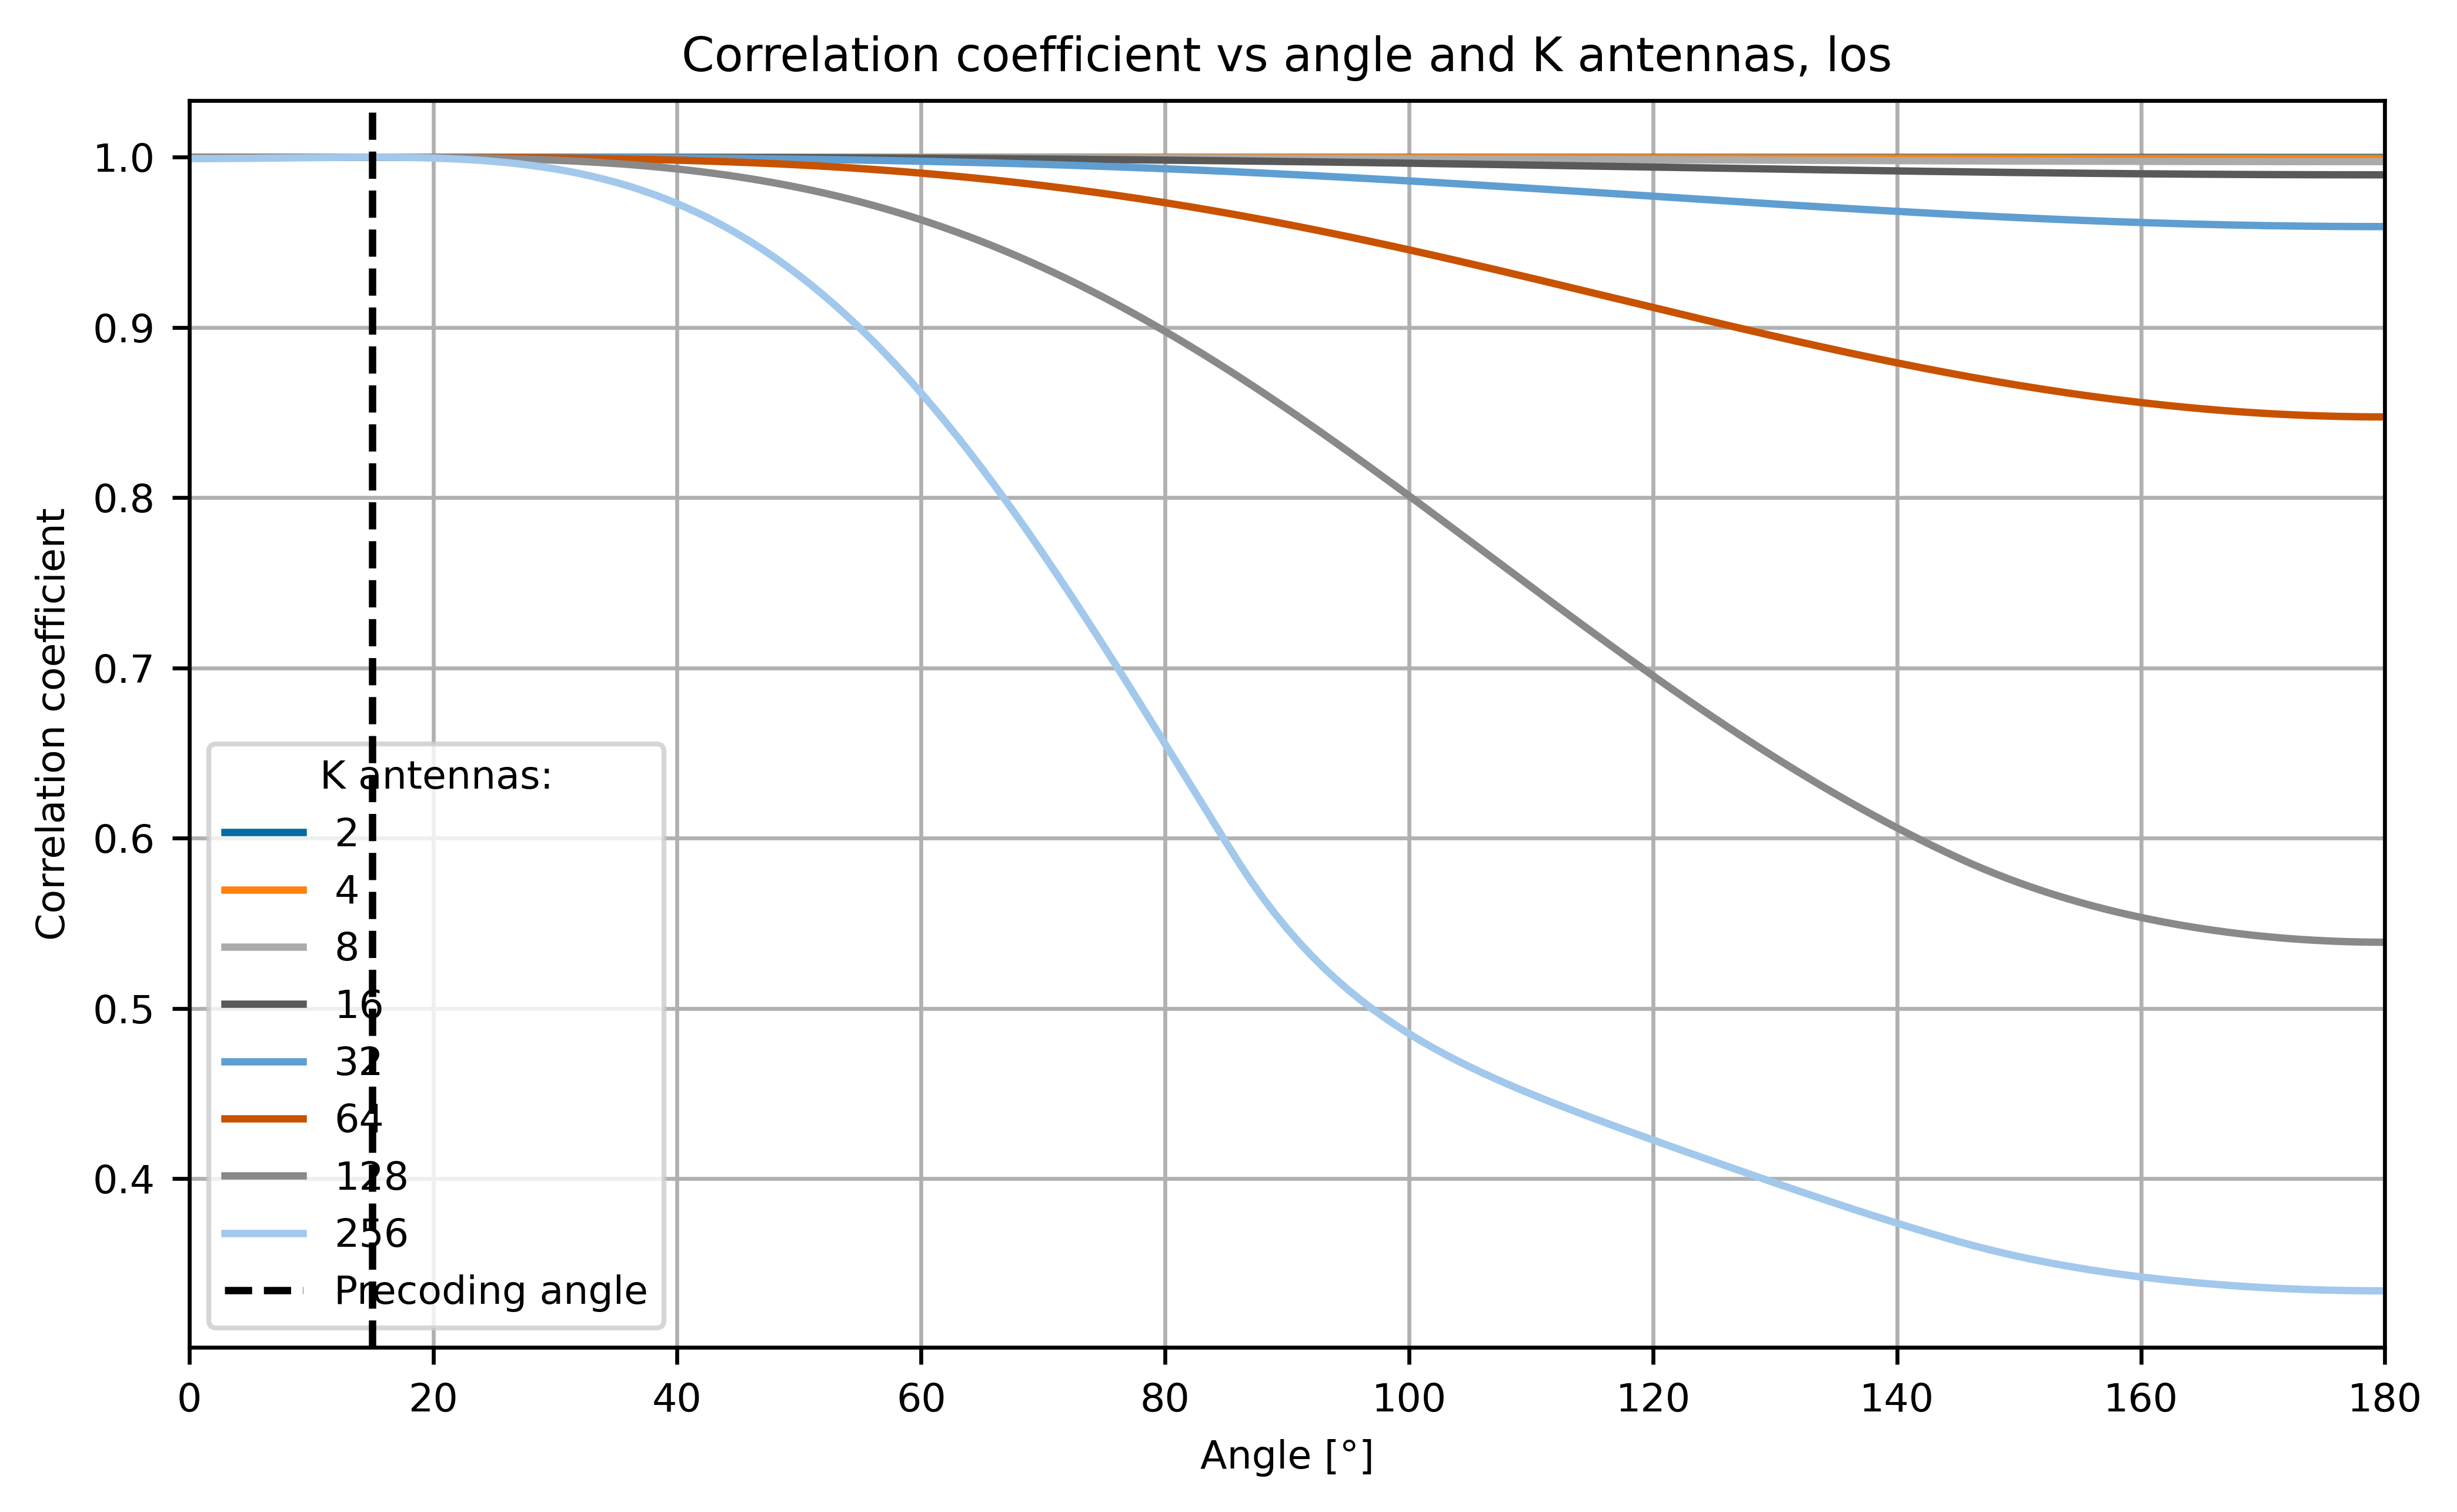 Correlation coefficient vs angle and K antennas, los
Correlation coefficient
1.0
0.9
0.8
0.7
0.6
0.5
0.4
K antennas:
2
4
8
16
32
64
128
256
Precoding angle
0 20 40 60 80 100 120 140 160 180
Angle [°]